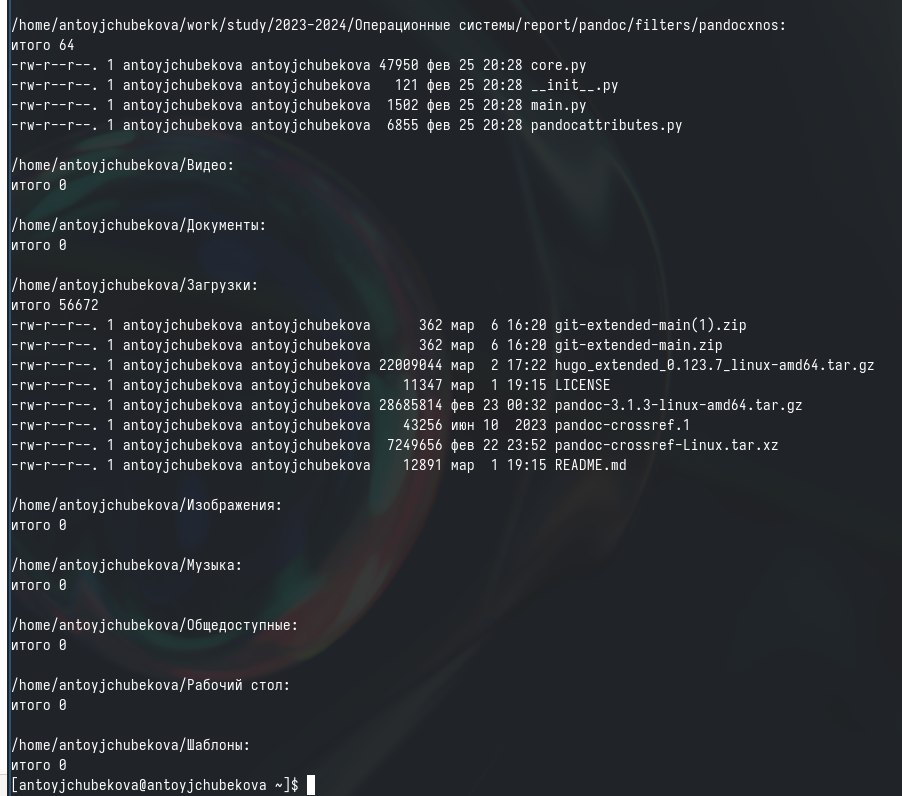 /home/antoyjchubekova/work/study/2023-2024/Операционные системы/report/pandoc/filters/pandocxnos:
итого 64
-rw-r--r--. 1 antoyjchubekova antoyjchubekova 47950 фев 25 20:28 core.py
-rw-r--r--. 1 antoyjchubekova antoyjchubekova   121 фев 25 20:28 __init__.py
-rw-r--r--. 1 antoyjchubekova antoyjchubekova  1502 фев 25 20:28 main.py
-rw-r--r--. 1 antoyjchubekova antoyjchubekova  6855 фев 25 20:28 pandocattributes.py

/home/antoyjchubekova/Видео:
итого 0

/home/antoyjchubekova/Документы:
итого 0

/home/antoyjchubekova/Загрузки:
итого 56672
-rw-r--r--. 1 antoyjchubekova antoyjchubekova      362 мар  6 16:20 git-extended-main(1).zip
-rw-r--r--. 1 antoyjchubekova antoyjchubekova      362 мар  6 16:20 git-extended-main.zip
-rw-r--r--. 1 antoyjchubekova antoyjchubekova 22009044 мар  2 17:22 hugo_extended_0.123.7_linux-amd64.tar.gz
-rw-r--r--. 1 antoyjchubekova antoyjchubekova    11347 мар  1 19:15 LICENSE
-rw-r--r--. 1 antoyjchubekova antoyjchubekova 28685814 фев 23 00:32 pandoc-3.1.3-linux-amd64.tar.gz
-rw-r--r--. 1 antoyjchubekova antoyjchubekova    43256 июн 10  2023 pandoc-crossref.1
-rw-r--r--. 1 antoyjchubekova antoyjchubekova  7249656 фев 22 23:52 pandoc-crossref-Linux.tar.xz
-rw-r--r--. 1 antoyjchubekova antoyjchubekova    12891 мар  1 19:15 README.md

/home/antoyjchubekova/Изображения:
итого 0

/home/antoyjchubekova/Музыка:
итого 0

/home/antoyjchubekova/Общедоступные:
итого 0

/home/antoyjchubekova/Рабочий стол:
итого 0

/home/antoyjchubekova/Шаблоны:
итого 0
[antoyjchubekova@antoyjchubekova ~]$